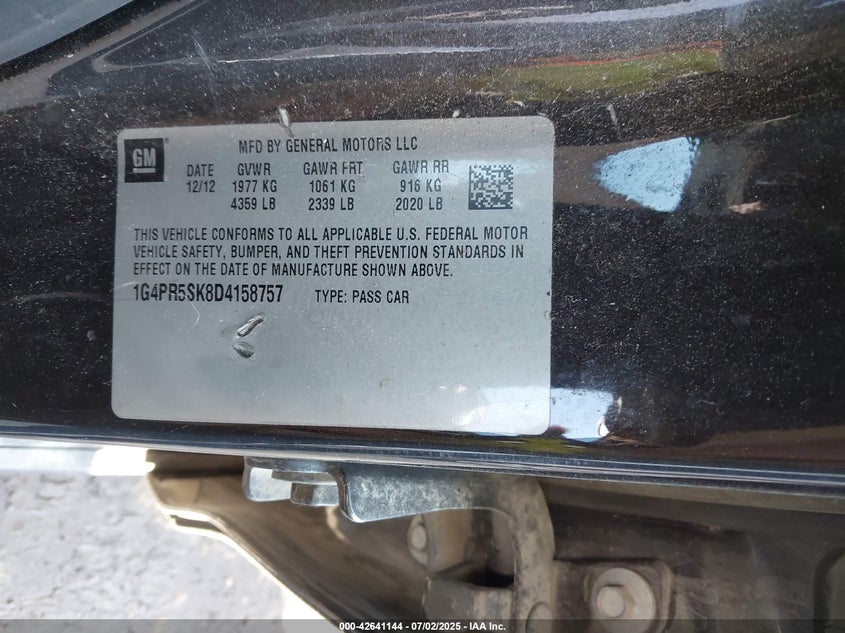 GM
MFD BY GENERAL MOTORS LLC
DATE GVWR GAWR FRT GAWR RR
12/12 1977 KG 1061 KG 916 KG
4359 LB 2339 LB 2020 LB
THIS VEHICLE CONFORMS TO ALL APPLICABLE U.S. FEDERAL MOTOR
VEHICLE SAFETY, BUMPER, AND THEFT PREVENTION STANDARDS IN
EFFECT ON THE DATE OF MANUFACTURE SHOWN ABOVE.
1G4PR5SK8D4158757 TYPE: PASS CAR
000-42641144 - 07/02/2025 - IAA Inc.